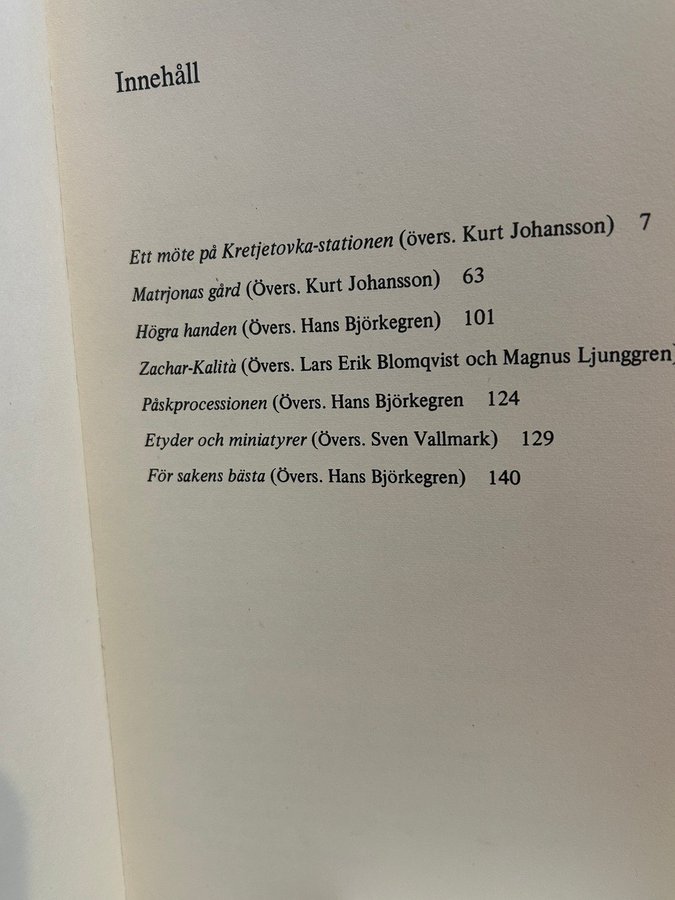 Innehåll
Ett möte på Kretjetovka-stationen (övers. Kurt Johansson) 7
Matrjonas gård (Övers. Kurt Johansson) 63
Högra handen (Övers. Hans Björkegren) 101
Zachar-Kalità (Övers. Lars Erik Blomqvist och Magnus Ljunggren)
Påskprocessionen (Övers. Hans Björkegren 124
Etyder och miniatyrer (Övers. Sven Vallmark) 129
För sakens bästa (Övers. Hans Björkegren) 140